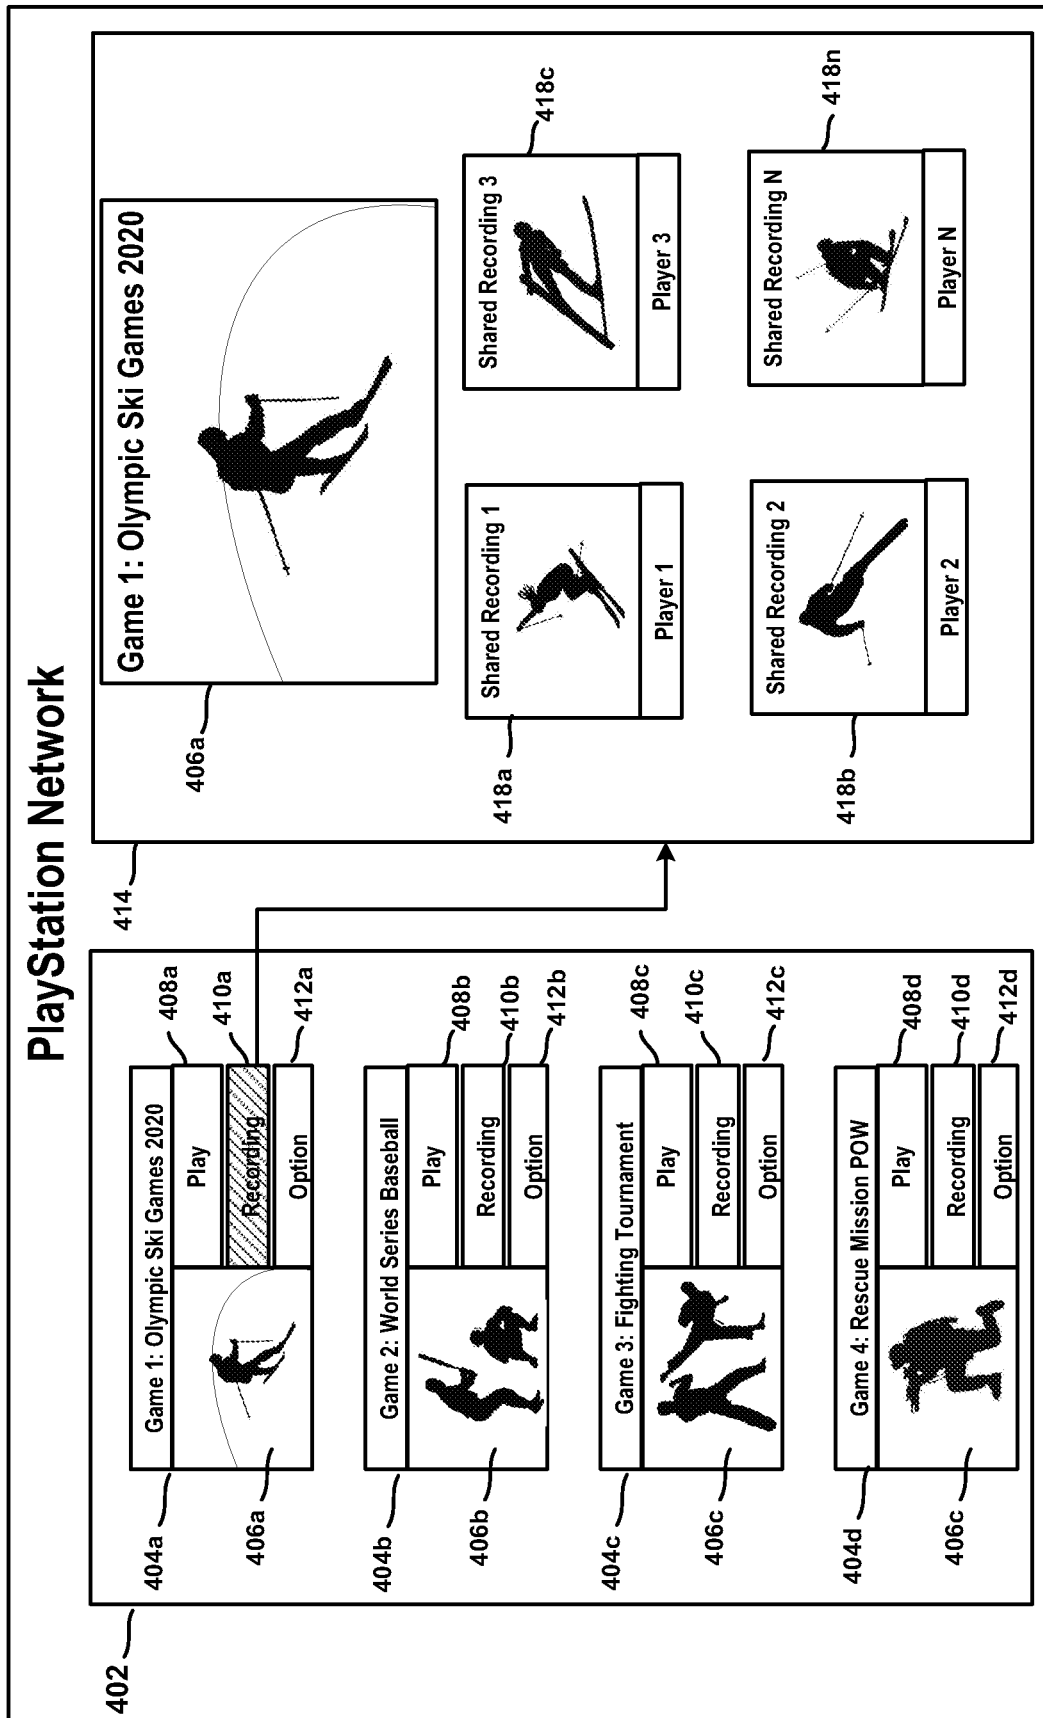 PlayStation Network
402
404a
Game 1: Olympic Ski Games 2020
406a
Play
408a
Recording
410a
Option
412a
404b
Game 2: World Series Baseball
406b
Play
408b
Recording
410b
Option
412b
404c
Game 3: Fighting Tournament
406c
Play
408c
Recording
410c
Option
412c
404d
Game 4: Rescue Mission POW
406c
Play
408d
Recording
410d
Option
412d
414
406a
Game 1: Olympic Ski Games 2020
418a
Shared Recording 1
Player 1
418c
Shared Recording 3
Player 3
418b
Shared Recording 2
Player 2
418n
Shared Recording N
Player N